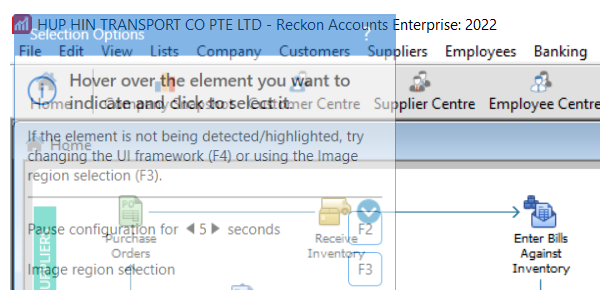 HUP HIN TRANSPORT CO PTE LTD - Reckon Accounts Enterprise: 2022
Selection Options ?
File Edit View Lists Company Customers Suppliers Employees Banking
Hover over the element you want to
indicate and click to select it.
Home Company Snapshot Customer Centre Supplier Centre Employee Centre
If the element is not being detected/highlighted, try
changing the UI framework (F4) or using the Image
region selection (F3).
Home
Pause configuration for 5 seconds F2
Purchase
Orders
Receive
Inventory
Enter Bills
Against
Inventory
Image region selection F3
SUPPLIERS